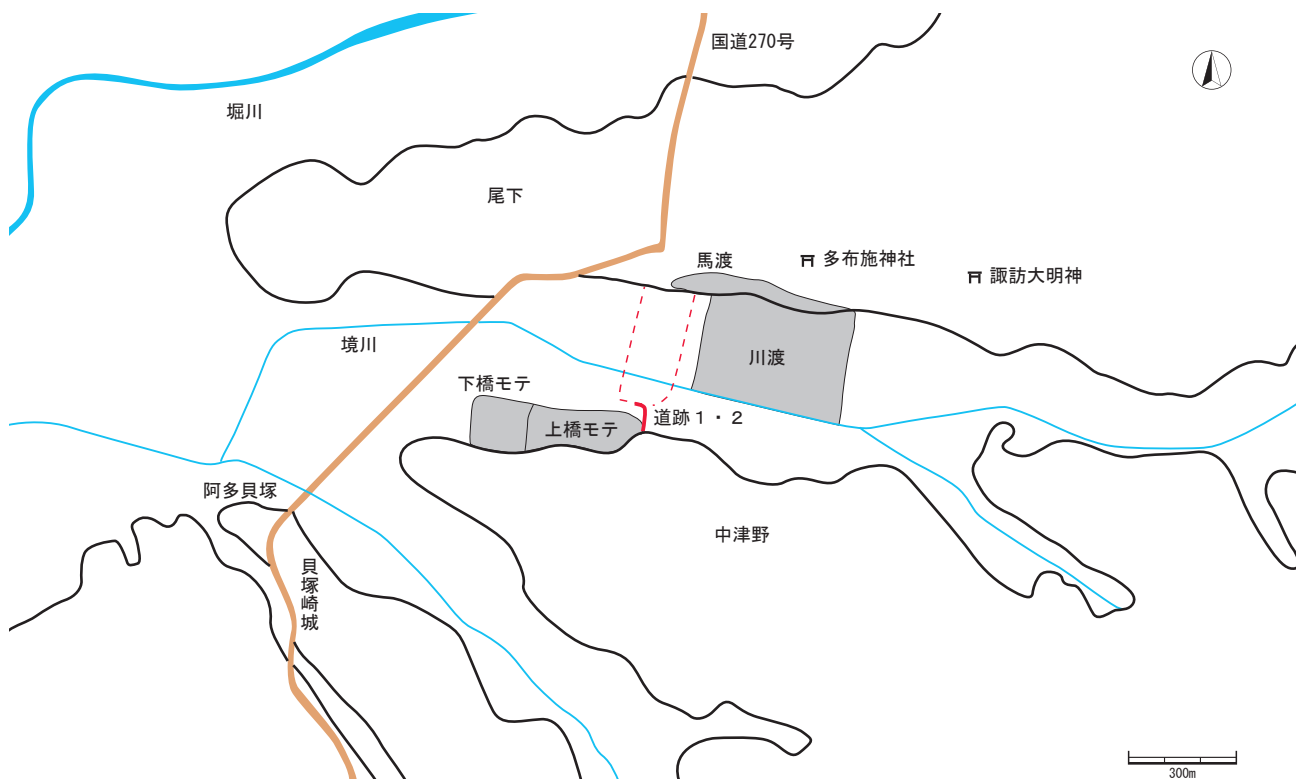 国道270号
堀川
尾下
馬渡
多布施神社
諏訪大明神
境川
川渡
下橋モテ
上橋モテ
道跡１・２
阿多貝塚
中津野
貝塚崎城
300m